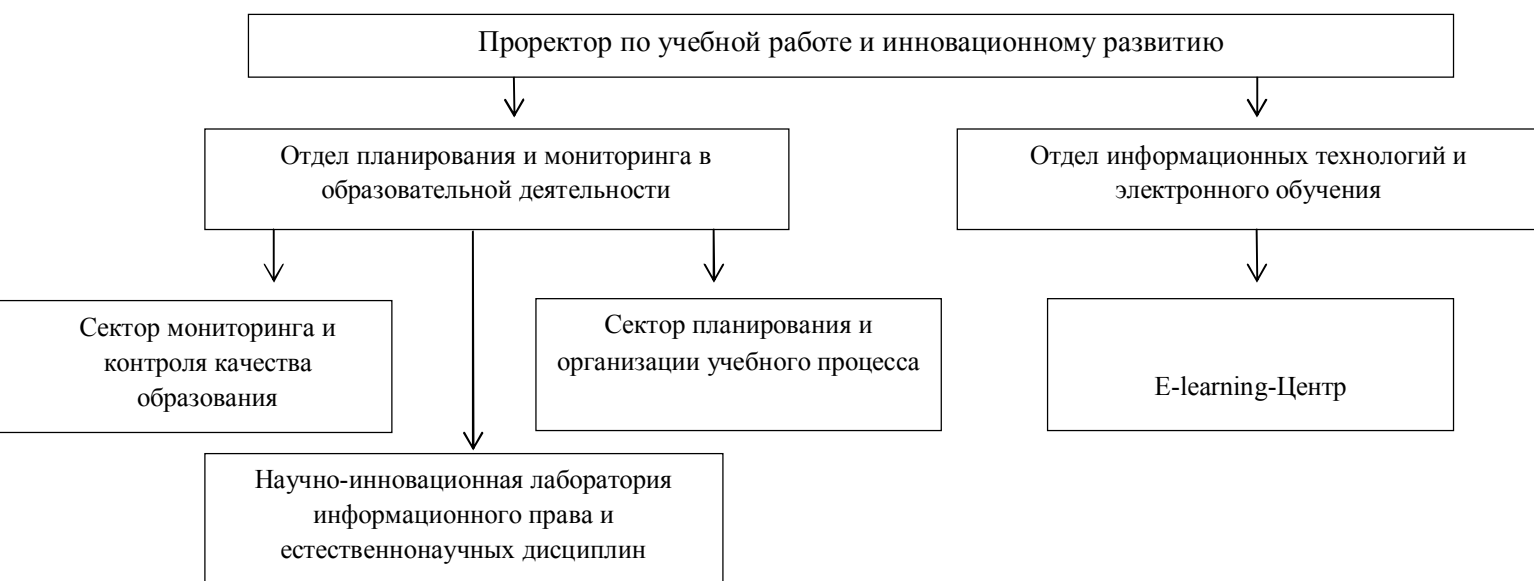 Проректор по учебной работе и инновационному развитию
Отдел планирования и мониторинга в
образовательной деятельности
Отдел информационных технологий и
электронного обучения
Сектор мониторинга и
контроля качества
образования
Сектор планирования и
организации учебного процесса
E-learning-Центр
Научно-инновационная лаборатория
информационного права и
естественнонаучных дисциплин